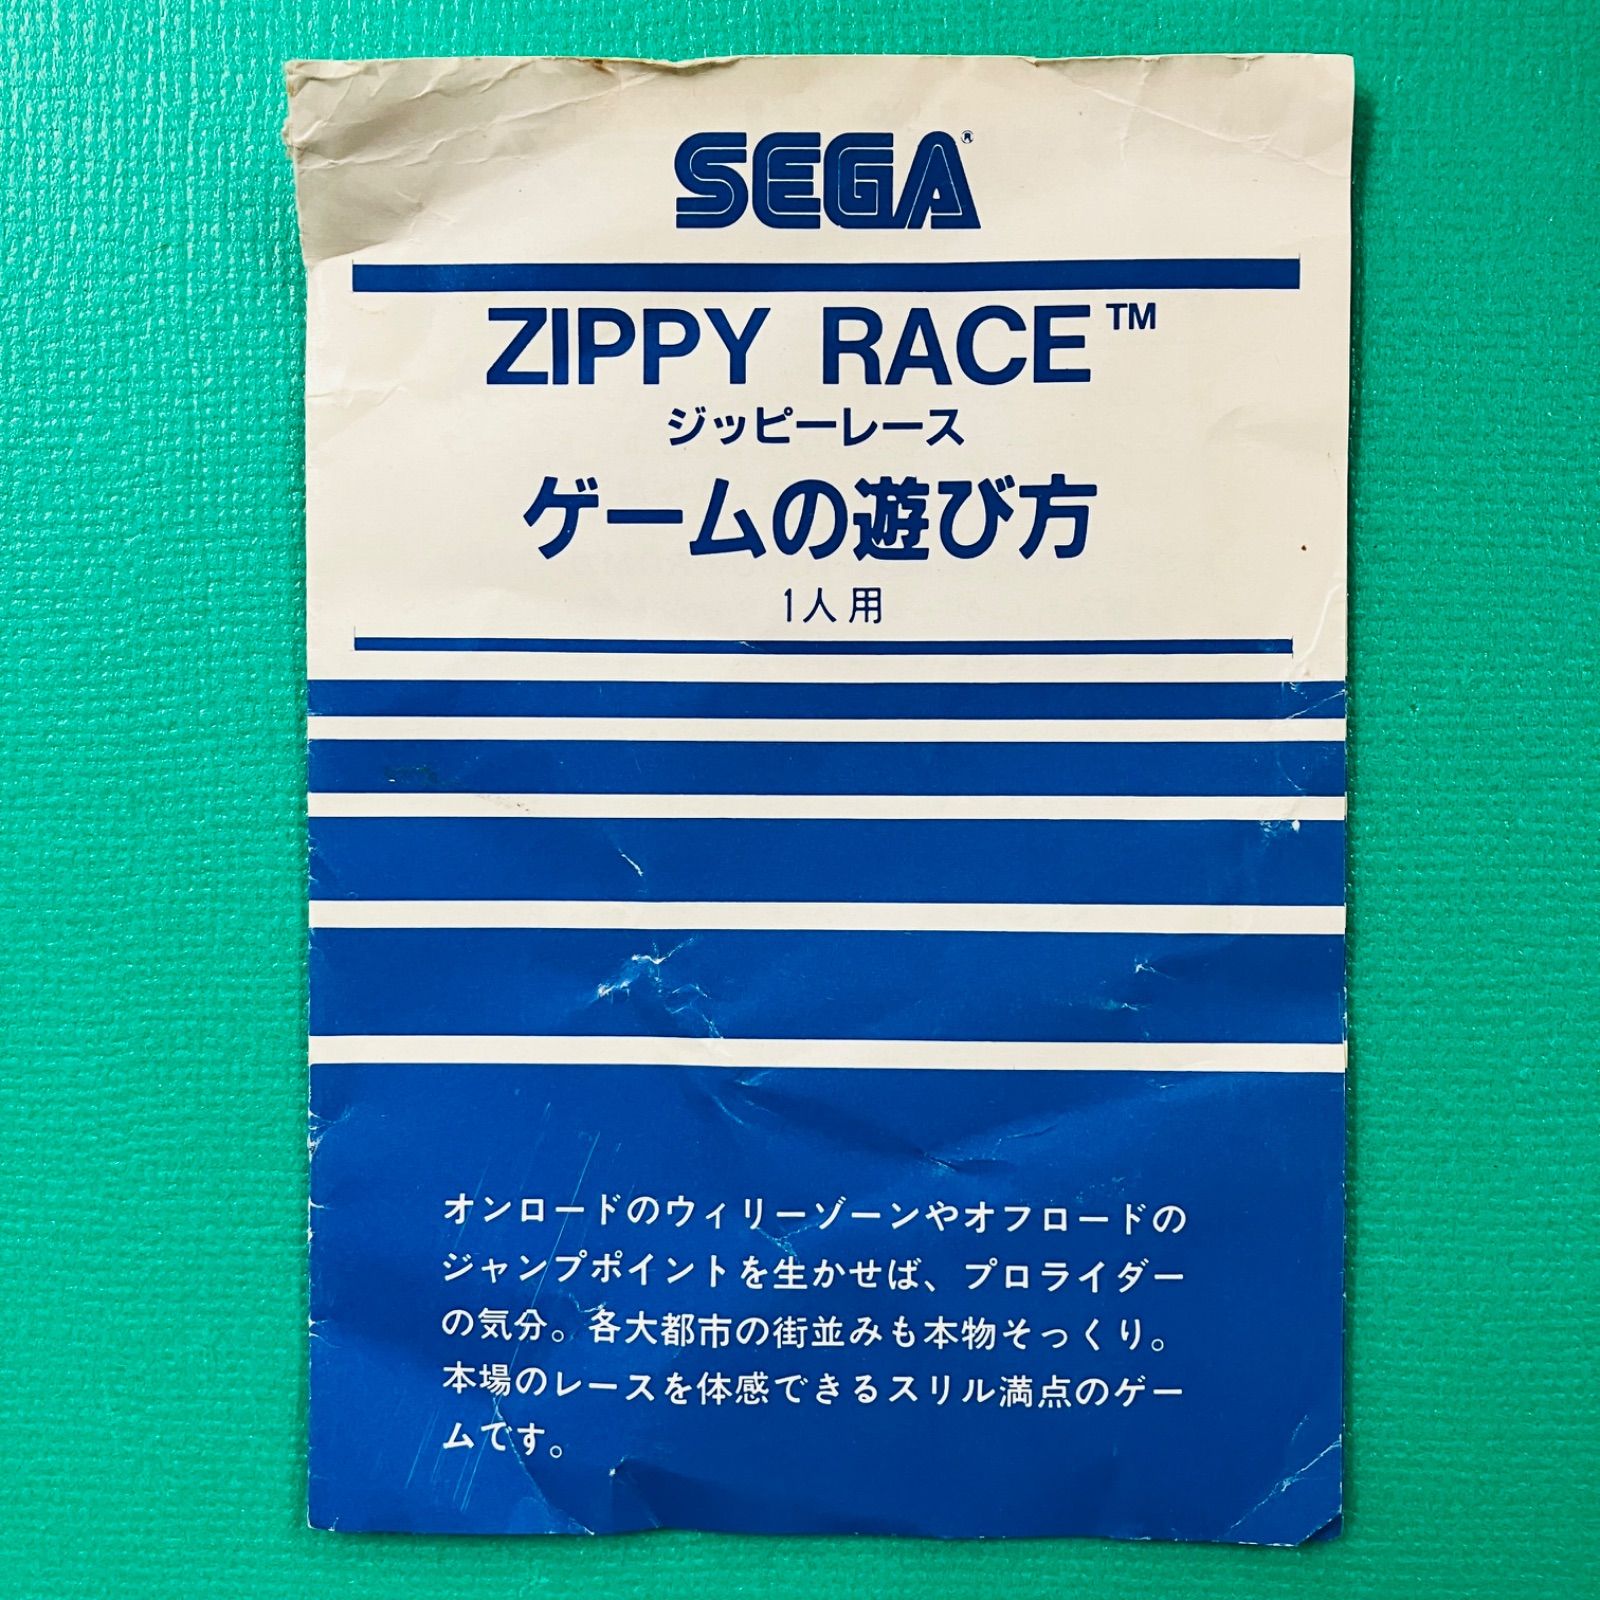 SEGA®
ZIPPY RACE™
ジッピーレース
ゲームの遊び方
1人用
オンロードのウィリーゾーンやオフロードの
ジャンプポイントを生かせば、プロライダー
の気分。各大都市の街並みも本物そっくり。
本場のレースを体感できるスリル満点のゲー
ムです。